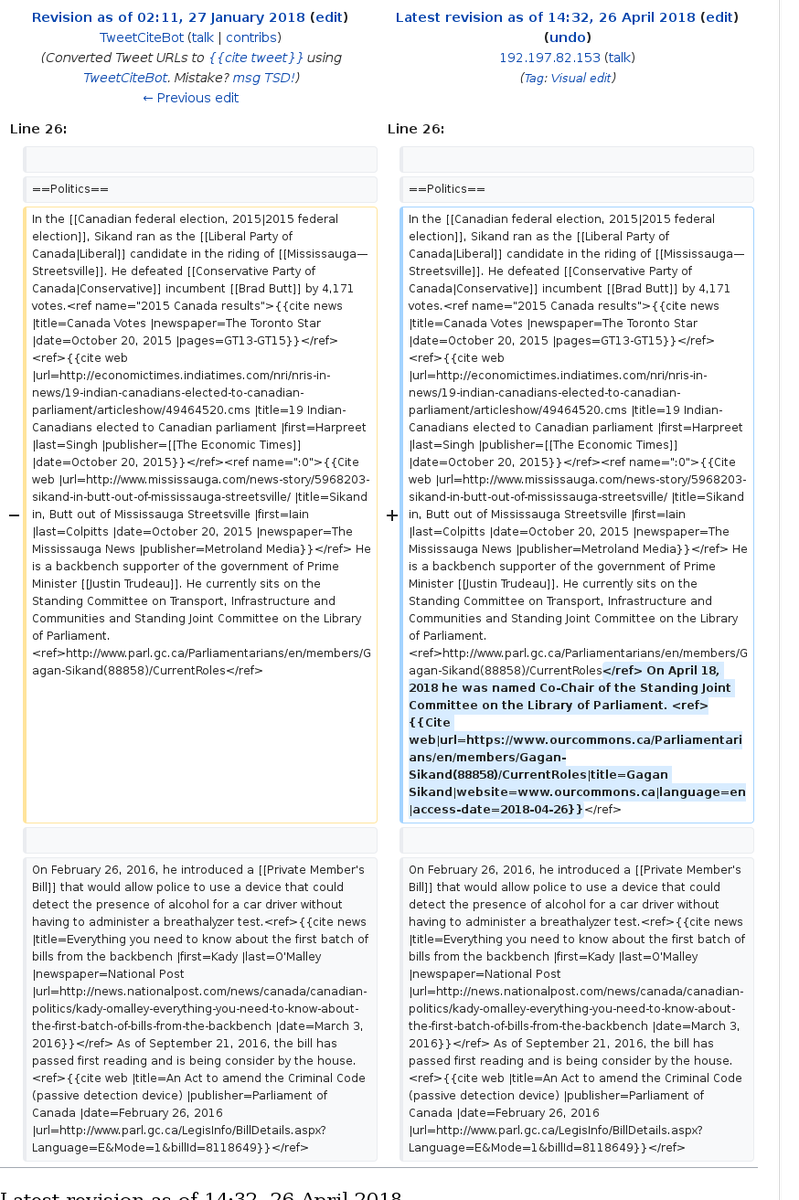 Revision as of 02:11, 27 January 2018 (edit)
TweetCiteBot (talk | contribs)
(Converted Tweet URLs to {{cite tweet}} using
TweetCiteBot. Mistake? msg TSD!)
← Previous edit
Latest revision as of 14:32, 26 April 2018 (edit)
(undo)
192.197.82.153 (talk)
(Tag: Visual edit)
Line 26:
Line 26:
==Politics==
==Politics==
−
In the [[Canadian federal election, 2015|2015 federal
election]], Sikand ran as the [[Liberal Party of
Canada|Liberal]] candidate in the riding of [[Mississauga—
Streetsville]]. He defeated [[Conservative Party of
Canada|Conservative]] incumbent [[Brad Butt]] by 4,171
votes.<ref name="2015 Canada results">{{cite news
|title=Canada Votes |newspaper=The Toronto Star
|date=October 20, 2015 |pages=GT13-GT15}}</ref>
<ref>{{cite web
|url=http://economictimes.indiatimes.com/nri/nris-in-
news/19-indian-canadians-elected-to-canadian-
parliament/articleshow/49464520.cms |title=19 Indian-
Canadians elected to Canadian parliament |first=Harpreet
|last=Singh |publisher=[[The Economic Times]]
|date=October 20, 2015}}</ref><ref name=":0">{{Cite
web |url=http://www.mississauga.com/news-story/5968203-
sikand-in-butt-out-of-mississauga-streetsville/ |title=Sikand
in, Butt out of Mississauga Streetsville |first=Iain
|last=Colpitts |date=October 20, 2015 |newspaper=The
Mississauga News |publisher=Metroland Media}}</ref> He
is a backbench supporter of the government of Prime
Minister [[Justin Trudeau]]. He currently sits on the
Standing Committee on Transport, Infrastructure and
Communities and Standing Joint Committee on the Library
of Parliament.
<ref>http://www.parl.gc.ca/Parliamentarians/en/members/G
agan-Sikand(88858)/CurrentRoles</ref>
+
In the [[Canadian federal election, 2015|2015 federal
election]], Sikand ran as the [[Liberal Party of
Canada|Liberal]] candidate in the riding of [[Mississauga—
Streetsville]]. He defeated [[Conservative Party of
Canada|Conservative]] incumbent [[Brad Butt]] by 4,171
votes.<ref name="2015 Canada results">{{cite news
|title=Canada Votes |newspaper=The Toronto Star
|date=October 20, 2015 |pages=GT13-GT15}}</ref>
<ref>{{cite web
|url=http://economictimes.indiatimes.com/nri/nris-in-
news/19-indian-canadians-elected-to-canadian-
parliament/articleshow/49464520.cms |title=19 Indian-
Canadians elected to Canadian parliament |first=Harpreet
|last=Singh |publisher=[[The Economic Times]]
|date=October 20, 2015}}</ref><ref name=":0">{{Cite
web |url=http://www.mississauga.com/news-story/5968203-
sikand-in-butt-out-of-mississauga-streetsville/ |title=Sikand
in, Butt out of Mississauga Streetsville |first=Iain
|last=Colpitts |date=October 20, 2015 |newspaper=The
Mississauga News |publisher=Metroland Media}}</ref> He
is a backbench supporter of the government of Prime
Minister [[Justin Trudeau]]. He currently sits on the
Standing Committee on Transport, Infrastructure and
Communities and Standing Joint Committee on the Library
of Parliament.
<ref>http://www.parl.gc.ca/Parliamentarians/en/members/G
agan-Sikand(88858)/CurrentRoles</ref> On April 18,
2018 he was named Co-Chair of the Standing Joint
Committee on the Library of Parliament. <ref>
{{Cite
web|url=https://www.ourcommons.ca/Parliamentari
ans/en/members/Gagan-
Sikand(88858)/CurrentRoles|title=Gagan
Sikand|website=www.ourcommons.ca|language=en
|access-date=2018-04-26}}</ref>
On February 26, 2016, he introduced a [[Private Member's
Bill]] that would allow police to use a device that could
detect the presence of alcohol for a car driver without
having to administer a breathalyzer test.<ref>{{cite news
|title=Everything you need to know about the first batch of
bills from the backbench |first=Kady |last=O'Malley
|newspaper=National Post
|url=http://news.nationalpost.com/news/canada/canadian-
politics/kady-omalley-everything-you-need-to-know-about-
the-first-batch-of-bills-from-the-backbench |date=March 3,
2016}}</ref> As of September 21, 2016, the bill has
passed first reading and is being consider by the house.
<ref>{{cite web |title=An Act to amend the Criminal Code
(passive detection device) |publisher=Parliament of
Canada |date=February 26, 2016
|url=http://www.parl.gc.ca/LegisInfo/BillDetails.aspx?
Language=E&Mode=1&billId=8118649}}</ref>
On February 26, 2016, he introduced a [[Private Member's
Bill]] that would allow police to use a device that could
detect the presence of alcohol for a car driver without
having to administer a breathalyzer test.<ref>{{cite news
|title=Everything you need to know about the first batch of
bills from the backbench |first=Kady |last=O'Malley
|newspaper=National Post
|url=http://news.nationalpost.com/news/canada/canadian-
politics/kady-omalley-everything-you-need-to-know-about-
the-first-batch-of-bills-from-the-backbench |date=March 3,
2016}}</ref> As of September 21, 2016, the bill has
passed first reading and is being consider by the house.
<ref>{{cite web |title=An Act to amend the Criminal Code
(passive detection device) |publisher=Parliament of
Canada |date=February 26, 2016
|url=http://www.parl.gc.ca/LegisInfo/BillDetails.aspx?
Language=E&Mode=1&billId=8118649}}</ref>
Latest revision as of 14:32, 26 April 2018